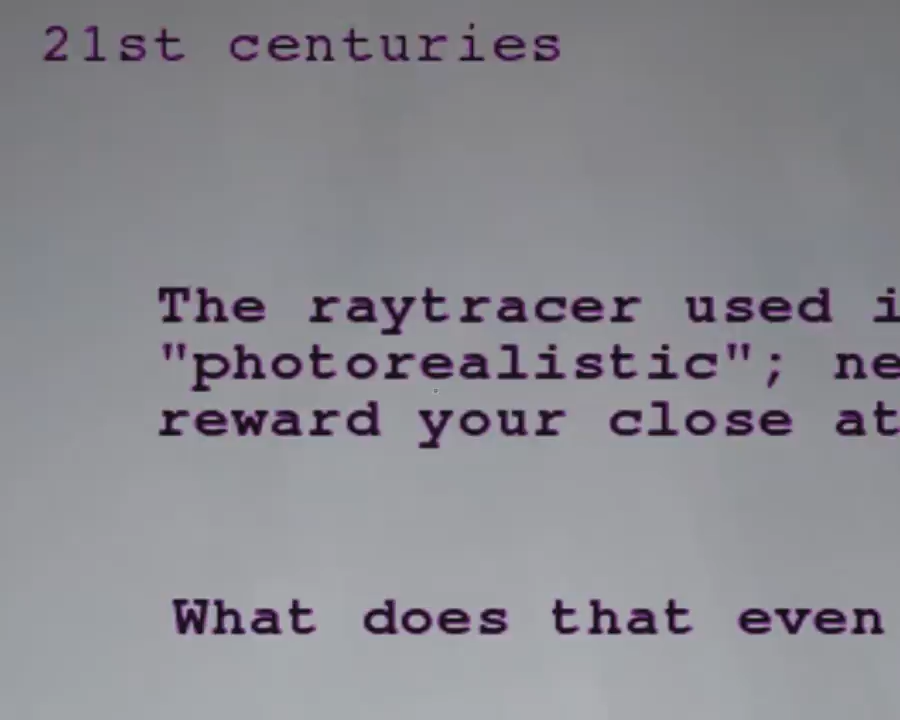 21st centuries
The raytracer used i
"photorealistic"; ne
reward your close at
What does that even